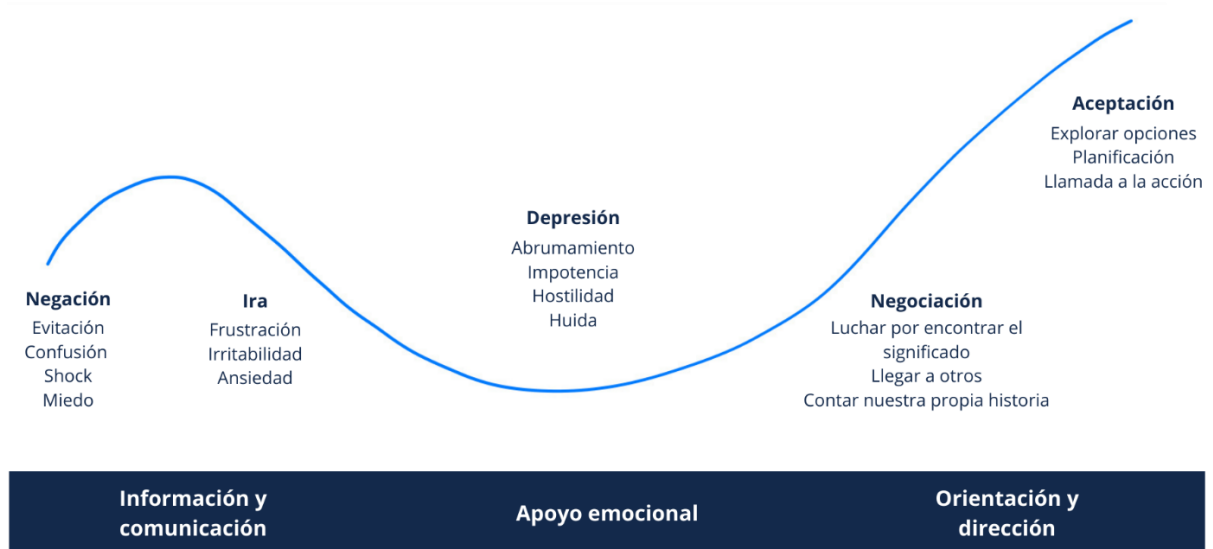 Negación
Evitación
Confusión
Shock
Miedo
Ira
Frustración
Irritabilidad
Ansiedad
Depresión
Abrumamiento
Impotencia
Hostilidad
Huida
Negociación
Luchar por encontrar el
significado
Llegar a otros
Contar nuestra propia historia
Aceptación
Explorar opciones
Planificación
Llamada a la acción
Información y
comunicación
Apoyo emocional
Orientación y
dirección